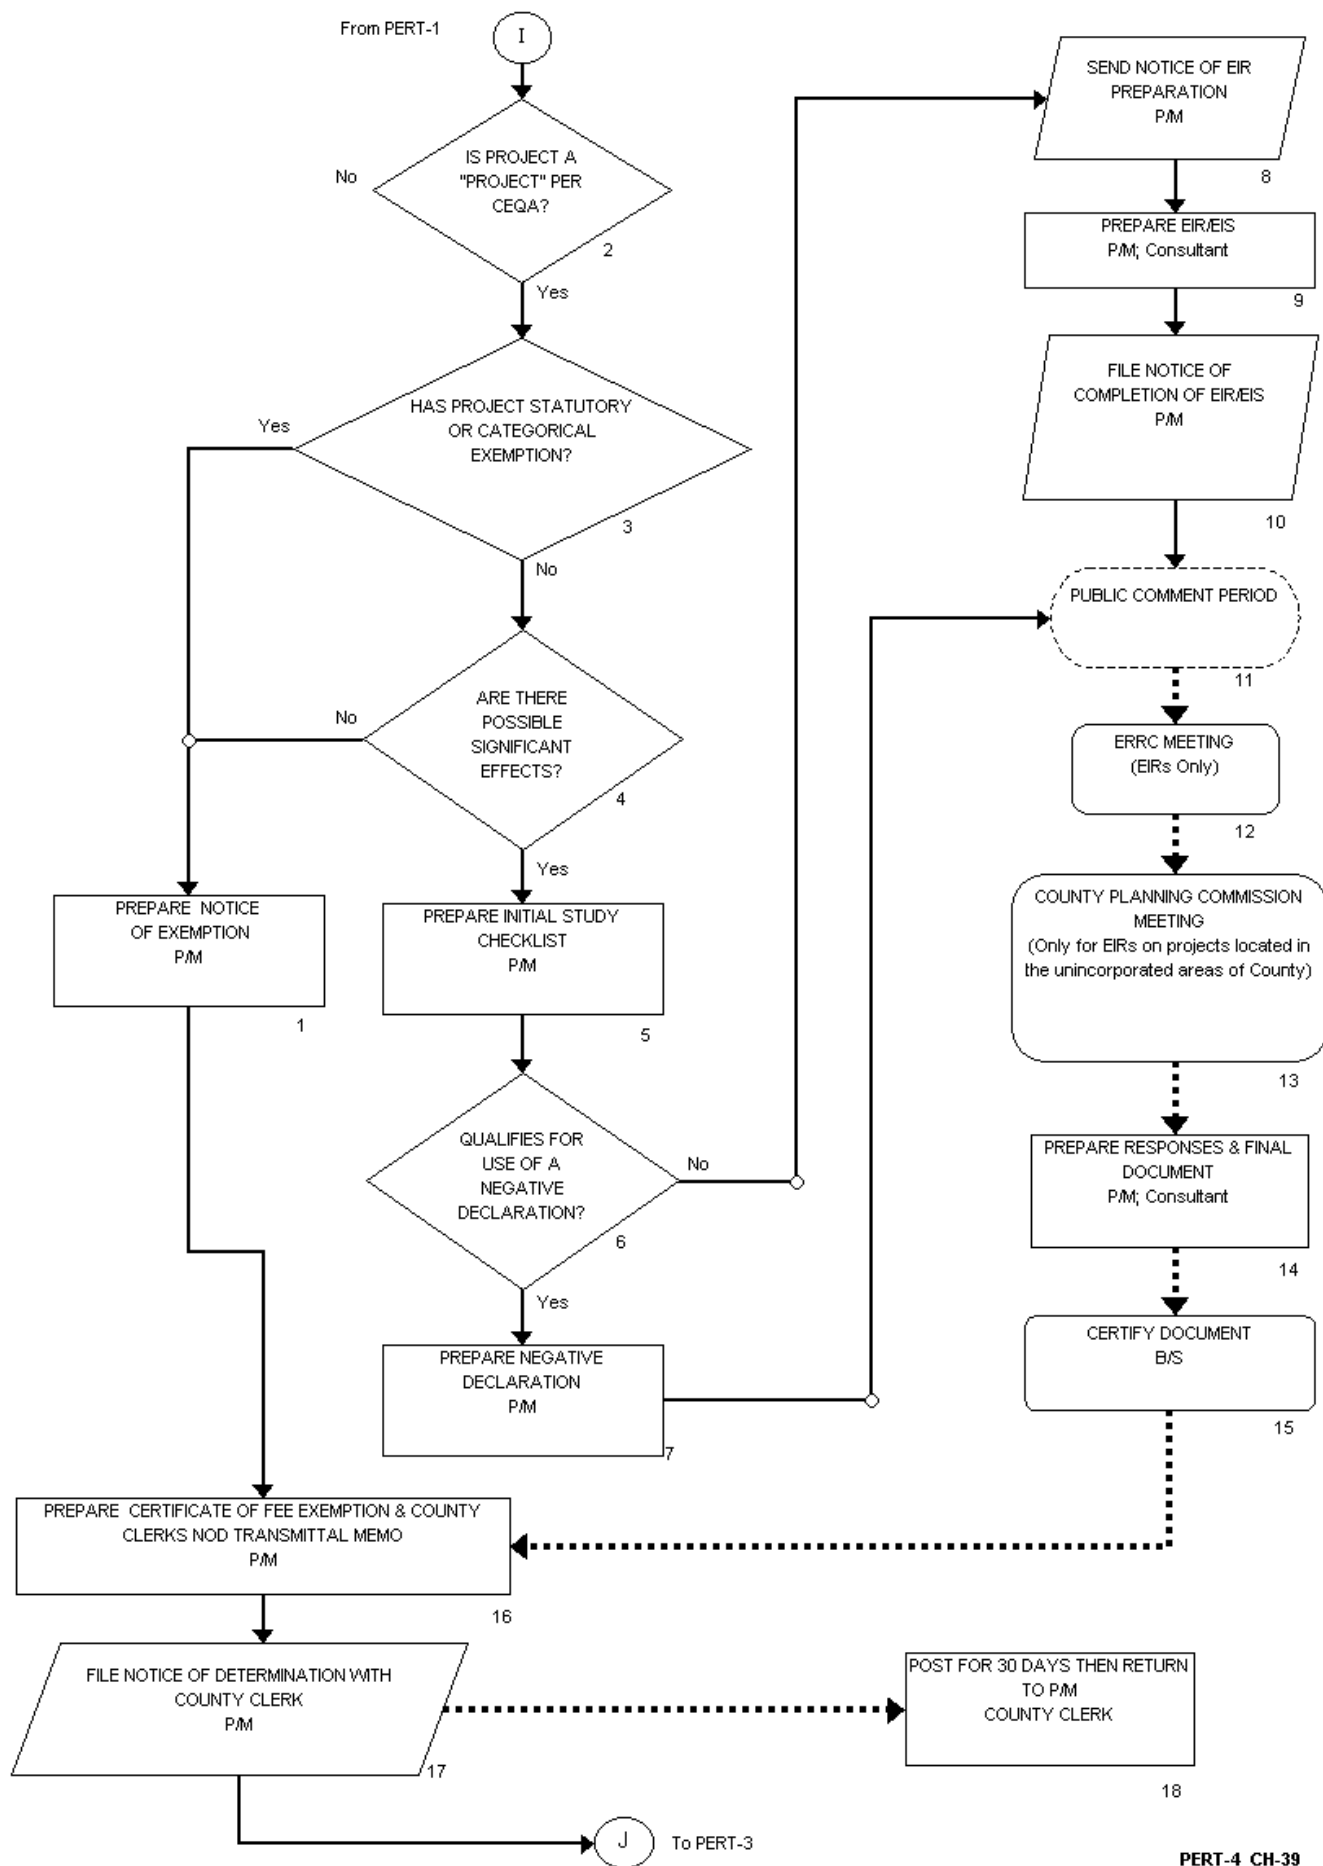 From PERT-1
I
IS PROJECT A
"PROJECT" PER
CEQA?
No
2
Yes
HAS PROJECT STATUTORY
OR CATEGORICAL
EXEMPTION?
Yes
3
No
ARE THERE
POSSIBLE
SIGNIFICANT
EFFECTS?
No
4
Yes
PREPARE NOTICE
OF EXEMPTION
P/M
1
PREPARE INITIAL STUDY
CHECKLIST
P/M
5
QUALIFIES FOR
USE OF A
NEGATIVE
DECLARATION?
No
6
Yes
PREPARE NEGATIVE
DECLARATION
P/M
7
SEND NOTICE OF EIR
PREPARATION
P/M
8
PREPARE EIR/EIS
P/M; Consultant
9
FILE NOTICE OF
COMPLETION OF EIR/EIS
P/M
10
PUBLIC COMMENT PERIOD
11
ERRC MEETING
(EIRs Only)
12
COUNTY PLANNING COMMISSION
MEETING
(Only for EIRs on projects located in
the unincorporated areas of County)
13
PREPARE RESPONSES & FINAL
DOCUMENT
P/M; Consultant
14
CERTIFY DOCUMENT
B/S
15
PREPARE CERTIFICATE OF FEE EXEMPTION & COUNTY
CLERKS NOD TRANSMITTAL MEMO
P/M
16
FILE NOTICE OF DETERMINATION WITH
COUNTY CLERK
P/M
17
POST FOR 30 DAYS THEN RETURN
TO P/M
COUNTY CLERK
18
J
To PERT-3
PERT-4 CH-39